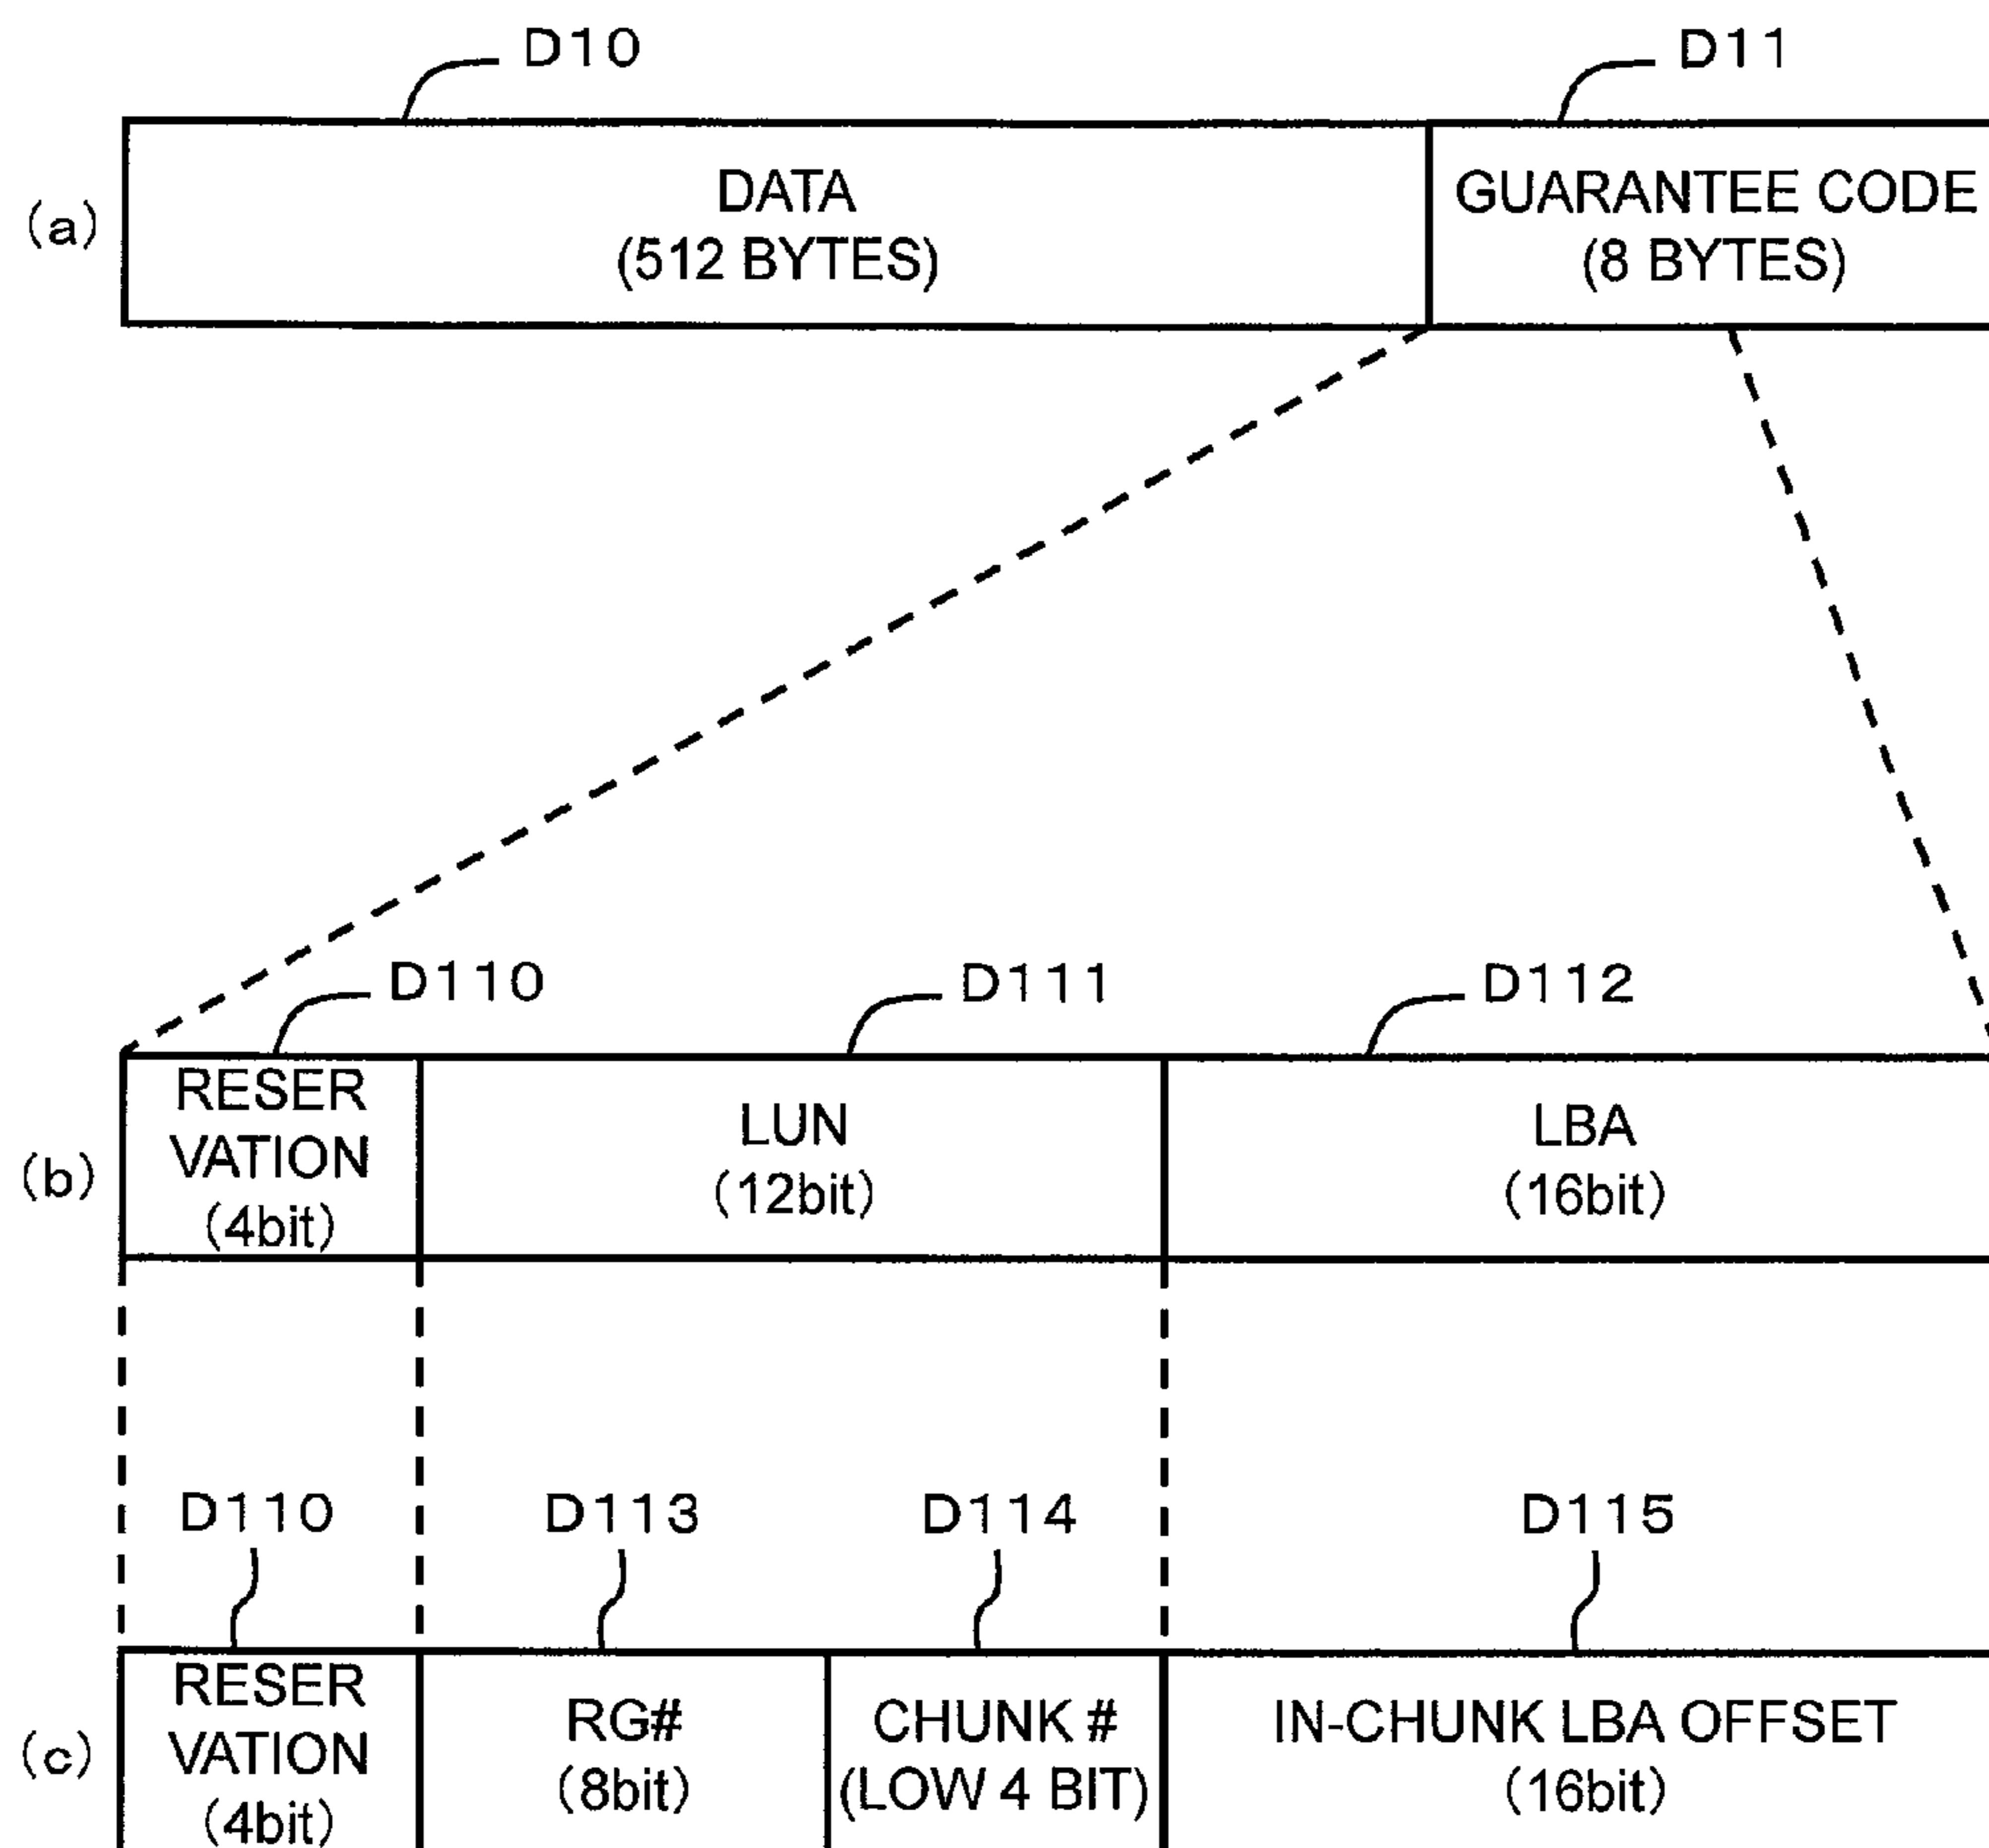 D10
D11
(a)
DATA
(512 BYTES)
GUARANTEE CODE
(8 BYTES)
D110
D111
D112
(b)
RESER
VATION
(4bit)
LUN
(12bit)
LBA
(16bit)
D110
D113
D114
D115
(c)
RESER
VATION
(4bit)
RG#
(8bit)
CHUNK #
(LOW 4 BIT)
IN-CHUNK LBA OFFSET
(16bit)